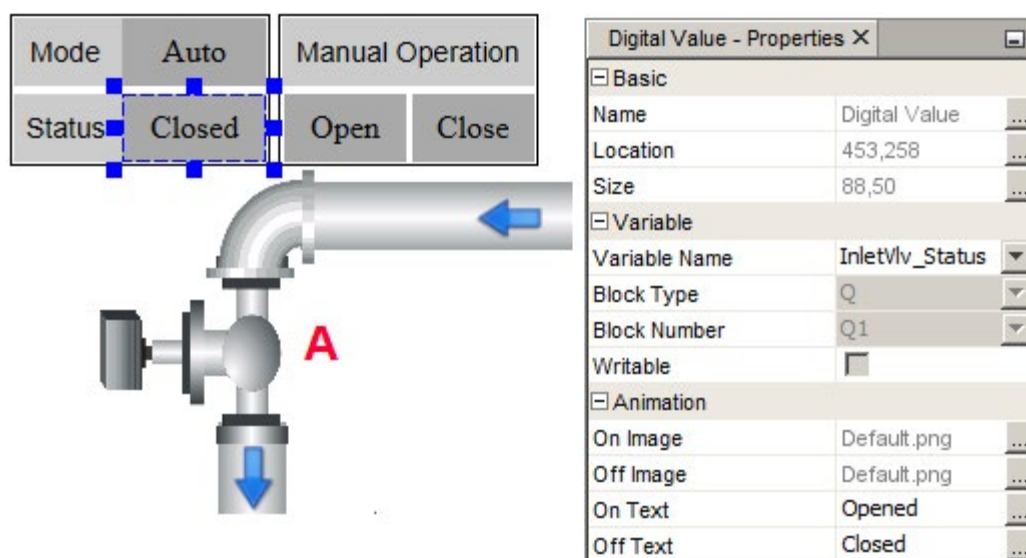 Mode Auto Manual Operation
Status Closed Open Close
A
Digital Value - Properties
Basic
Name Digital Value ...
Location 453,258 ...
Size 88,50 ...
Variable
Variable Name InletVlv_Status
Block Type Q
Block Number Q1
Writable
Animation
On Image Default.png ...
Off Image Default.png ...
On Text Opened ...
Off Text Closed ...